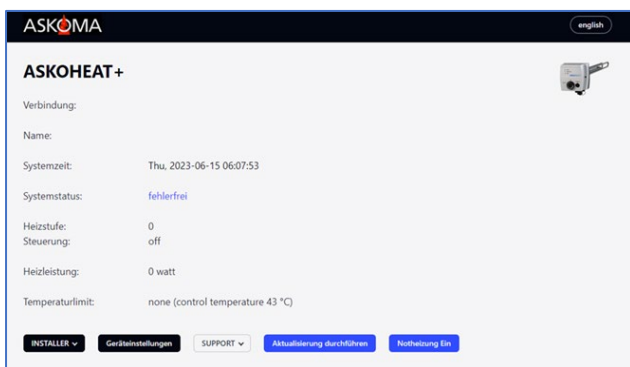 ASKOMA
english
ASKOHEAT+
Verbindung:
Name:
Systemzeit: Thu, 2023-06-15 06:07:53
Systemstatus: fehlerfrei
Heizstufe: 0
Steuerung: off
Heizleistung: 0 watt
Temperaturlimit: none (control temperature 43 °C)
INSTALLER Geräteinstellungen SUPPORT Aktualisierung durchführen Notheizung Ein